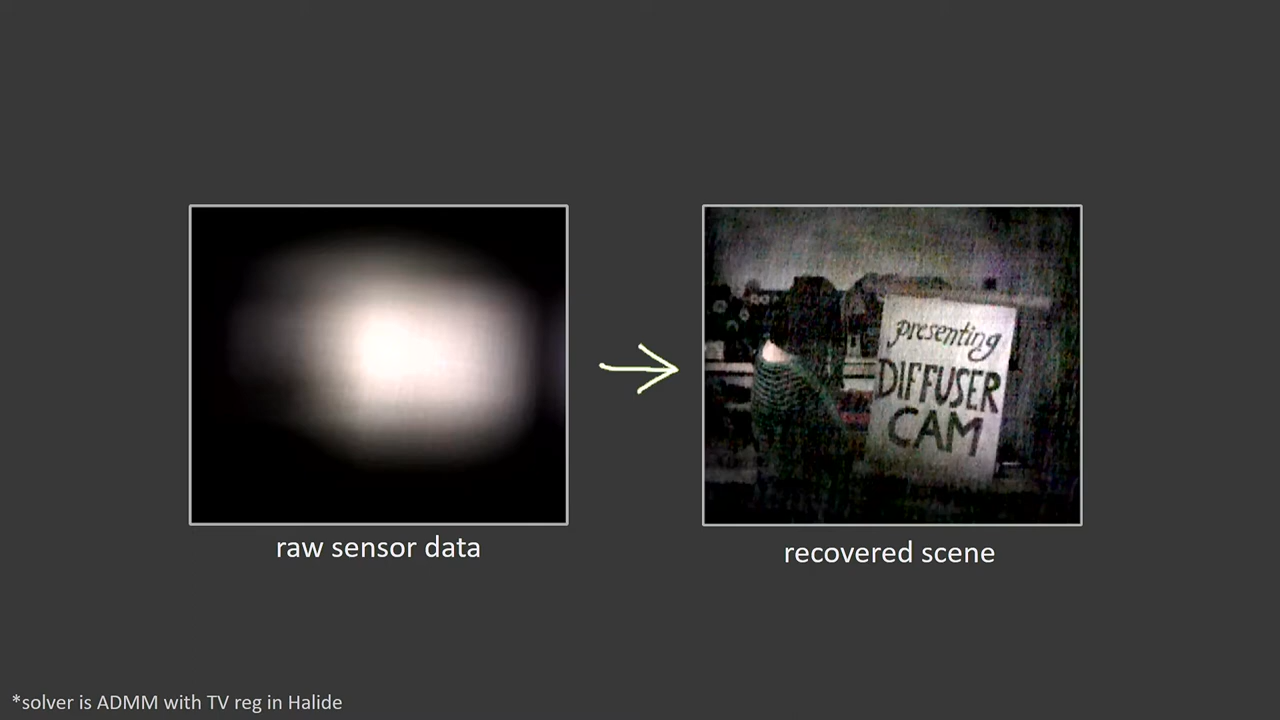 presenting
DIFFUSER
CAM
raw sensor data
recovered scene
*solver is ADMM with TV reg in Halide